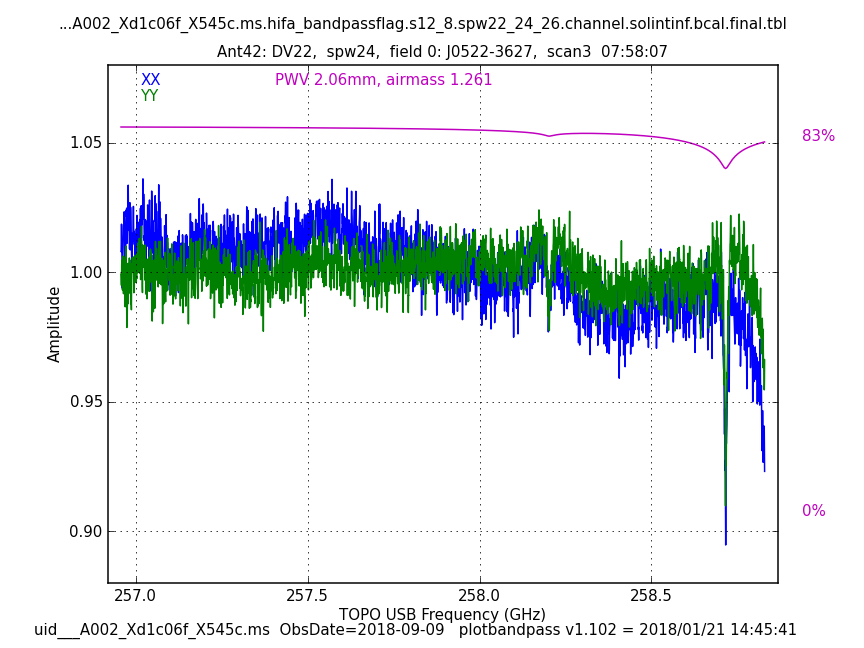 ...A002_Xd1c06f_X545c.ms.hifa_bandpassflag.s12_8.spw22_24_26.channel.solintinf.bcal.final.tbl
Ant42: DV22, spw24, field 0: J0522-3627, scan3 07:58:07
XX
PWV 2.06mm, airmass 1.261
YY
83%
1.05
1.00
0.95
0.90
0%
Amplitude
257.0 257.5 258.0 258.5
TOPO USB Frequency (GHz)
uid___A002_Xd1c06f_X545c.ms ObsDate=2018-09-09 plotbandpass v1.102 = 2018/01/21 14:45:41